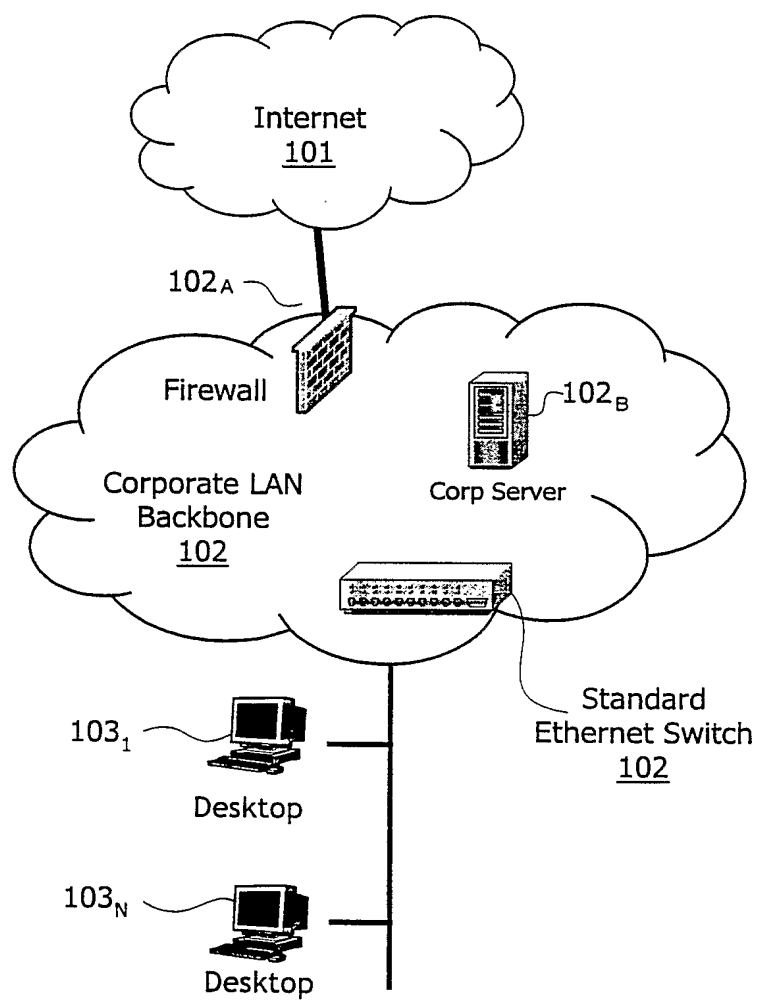 Internet
101
102A
Firewall
102B
Corp Server
Corporate LAN
Backbone
102
Standard
Ethernet Switch
102
1031
Desktop
103N
Desktop